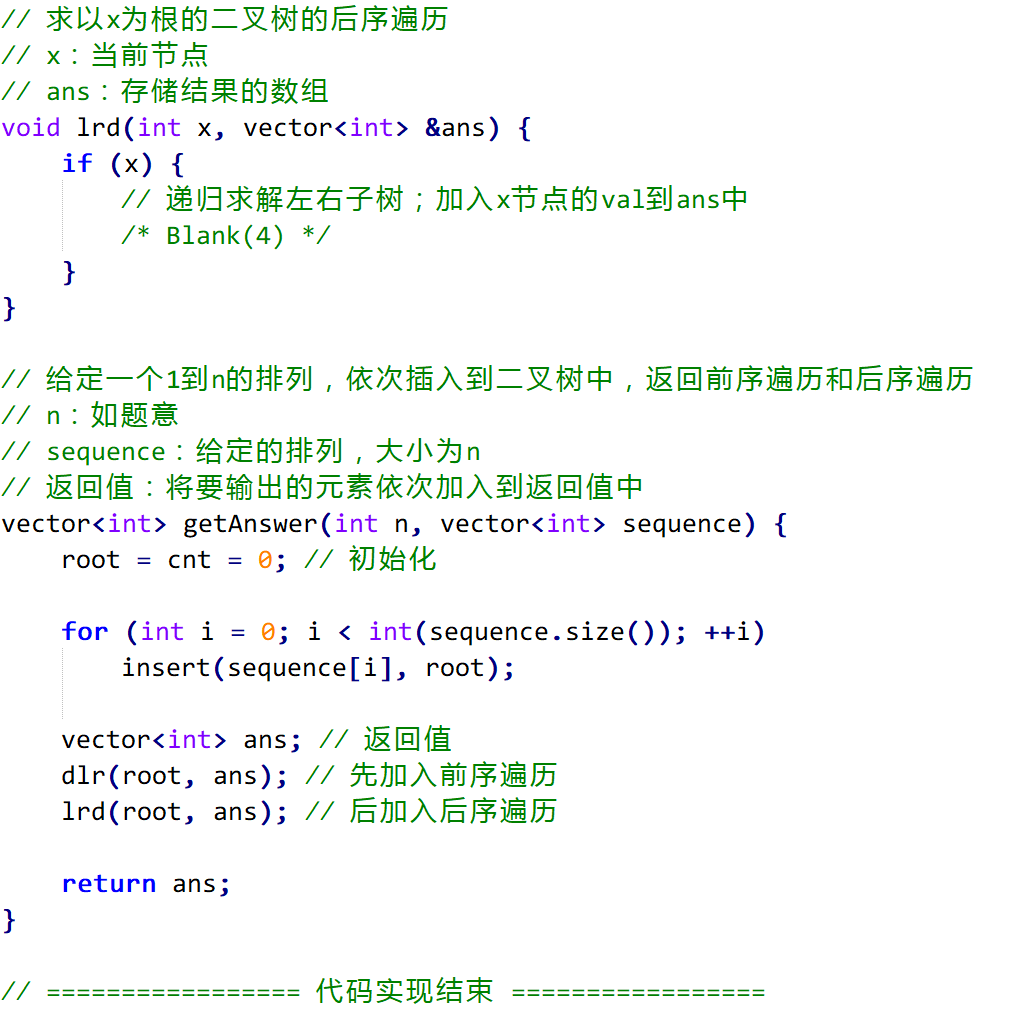 // 求以x为根的二叉树的后序遍历
// x：当前节点
// ans：存储结果的数组
void lrd(int x, vector<int> &ans) {
    if (x) {
        // 递归求解左右子树；加入x节点的val到ans中
        /* Blank(4) */
    }
}

// 给定一个1到n的排列，依次插入到二叉树中，返回前序遍历和后序遍历
// n：如题意
// sequence：给定的排列，大小为n
// 返回值：将要输出的元素依次加入到返回值中
vector<int> getAnswer(int n, vector<int> sequence) {
    root = cnt = 0; // 初始化

    for (int i = 0; i < int(sequence.size()); ++i)
        insert(sequence[i], root);

    vector<int> ans; // 返回值
    dlr(root, ans); // 先加入前序遍历
    lrd(root, ans); // 后加入后序遍历

    return ans;
}

// ================= 代码实现结束 =================